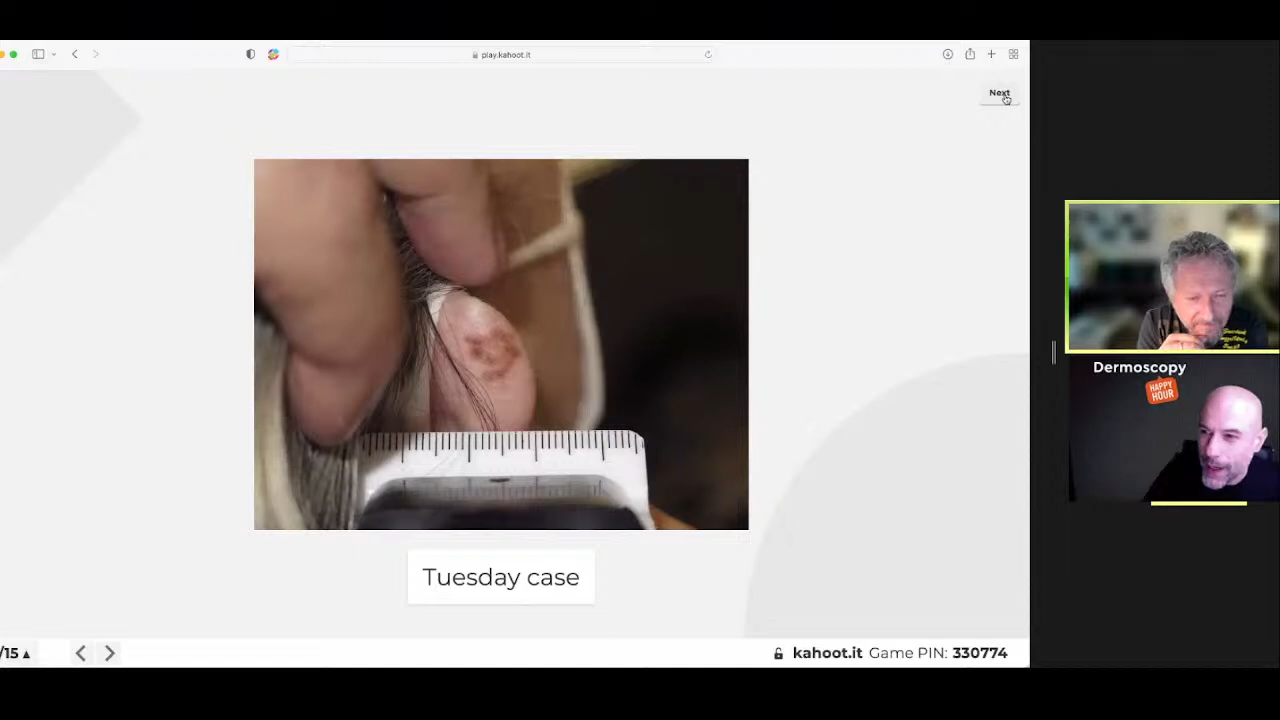 play.kahoot.it
Next
Tuesday case
Dermoscopy
HAPPY
HOUR
/15
kahoot.it Game PIN: 330774